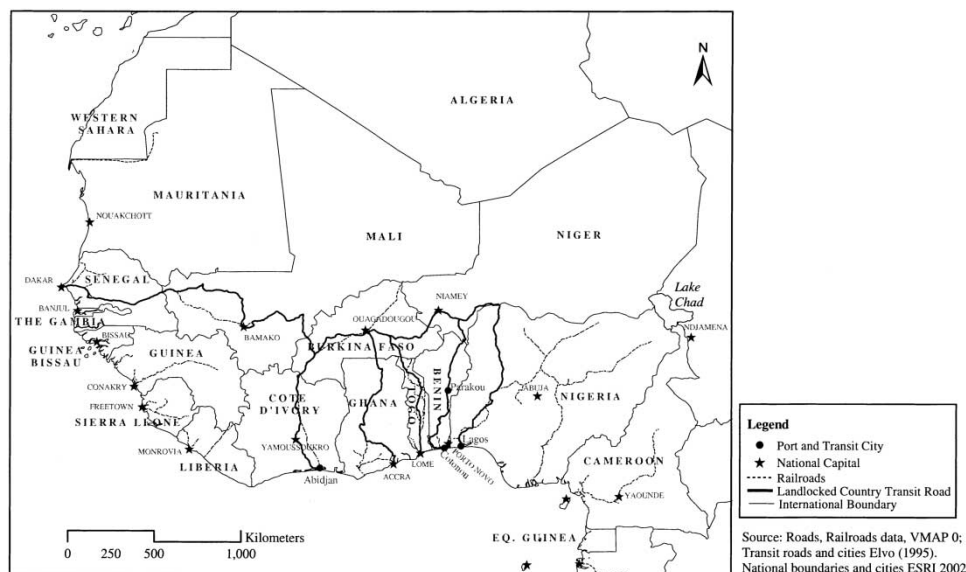 N
ALGERIA
WESTERN
SAHARA
MAURITANIA
NOUAKCHOTT
MALI
NIGER
DAKAR
SENEGAL
Lake
Chad
NIAMEY
BANJUL
THE GAMBIA
OUAGADOUGOU
NDJAMENA
BISSAU
BAMAKO
BURKINA FASO
GUINEA
BISSAU
GUINEA
BENIN
Parakou
CONAKRY
ABUJA
NIGERIA
FREETOWN
COTE
D'IVORY
GHANA
TOGO
SIERRA LEONE
YAMOUSSOUKRO
Lagos
MONROVIA
LIBERIA
PORTO NOVO
Cotonou
CAMEROON
Abidjan
ACCRA
LOME
YAOUNDE
EQ. GUINEA
Kilometers
0 250 500 1,000
Legend
Port and Transit City
National Capital
Railroads
Landlocked Country Transit Road
International Boundary
Source: Roads, Railroads data, VMAP 0;
Transit roads and cities Elvo (1995).
National boundaries and cities ESRI 2002